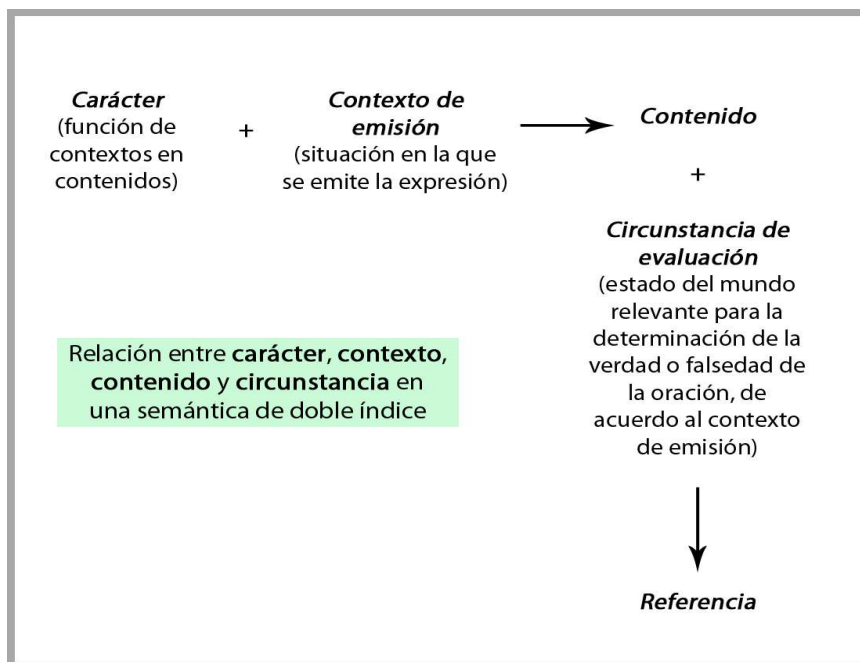 Carácter
(función de
contextos en
contenidos)
+
Contexto de
emisión
(situación en la que
se emite la expresión)
Contenido
+
Circunstancia de
evaluación
(estado del mundo
relevante para la
determinación de la
verdad o falsedad de
la oración, de
acuerdo al contexto
de emisión)
Referencia
Relación entre carácter, contexto,
contenido y circunstancia en
una semántica de doble índice